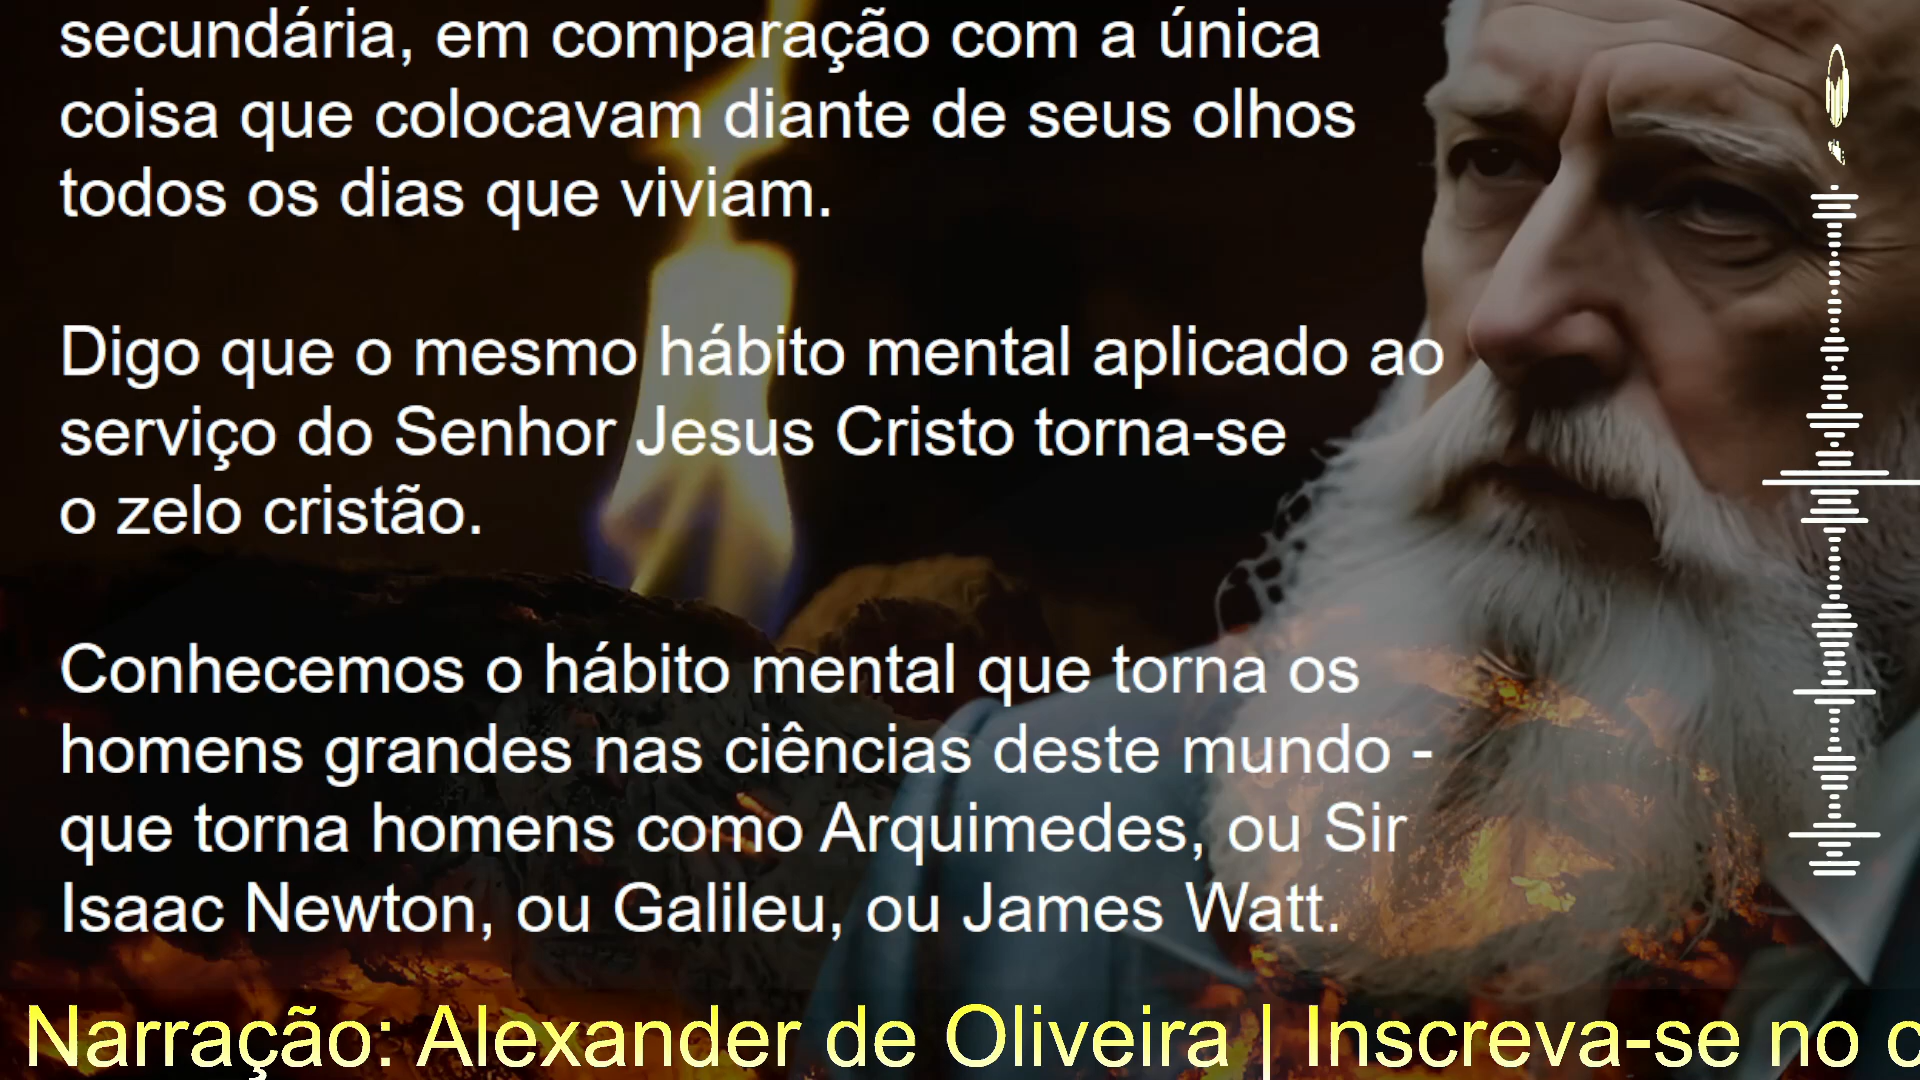 secundária, em comparação com a única
coisa que colocavam diante de seus olhos
todos os dias que viviam.
Digo que o mesmo hábito mental aplicado ao
serviço do Senhor Jesus Cristo torna-se
o zelo cristão.
Conhecemos o hábito mental que torna os
homens grandes nas ciências deste mundo -
que torna homens como Arquimedes, ou Sir
Isaac Newton, ou Galileu, ou James Watt.
Narração: Alexander de Oliveira | Inscreva-se no